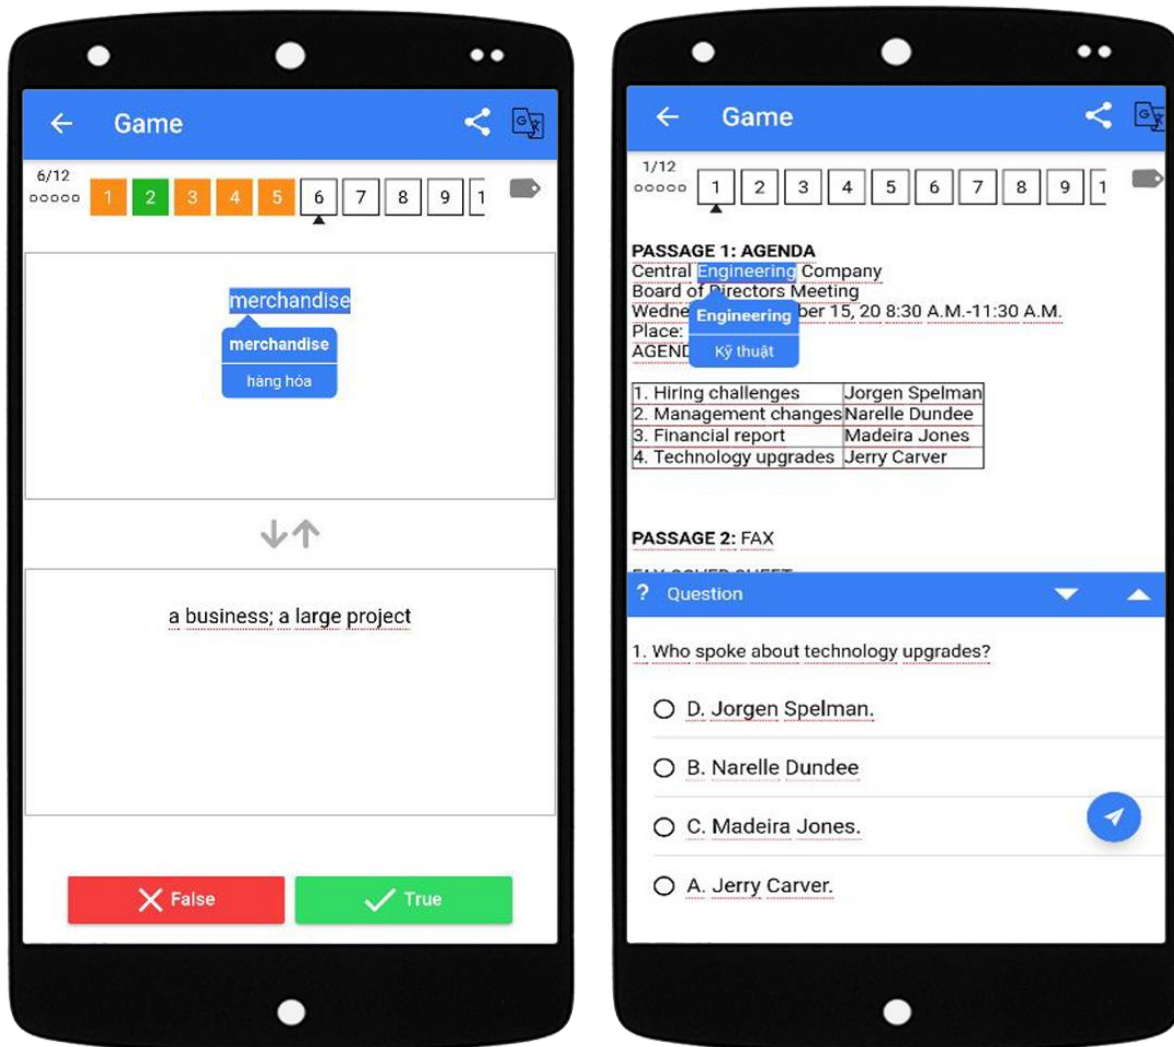 Game
6/12
1 2 3 4 5 6 7 8 9 1
merchandise
merchandise
hàng hóa
a business; a large project
False
True
Game
1/12
1 2 3 4 5 6 7 8 9 1
PASSAGE 1: AGENDA
Central Engineering Company
Board of Directors Meeting
Wedne ber 15, 20 8:30 A.M.-11:30 A.M.
Place:
AGEND
Engineering
Kỹ thuật
1. Hiring challenges Jorgen Spelman
2. Management changes Narelle Dundee
3. Financial report Madeira Jones
4. Technology upgrades Jerry Carver
PASSAGE 2: FAX
? Question
1. Who spoke about technology upgrades?
D. Jorgen Spelman.
B. Narelle Dundee
C. Madeira Jones.
A. Jerry Carver.